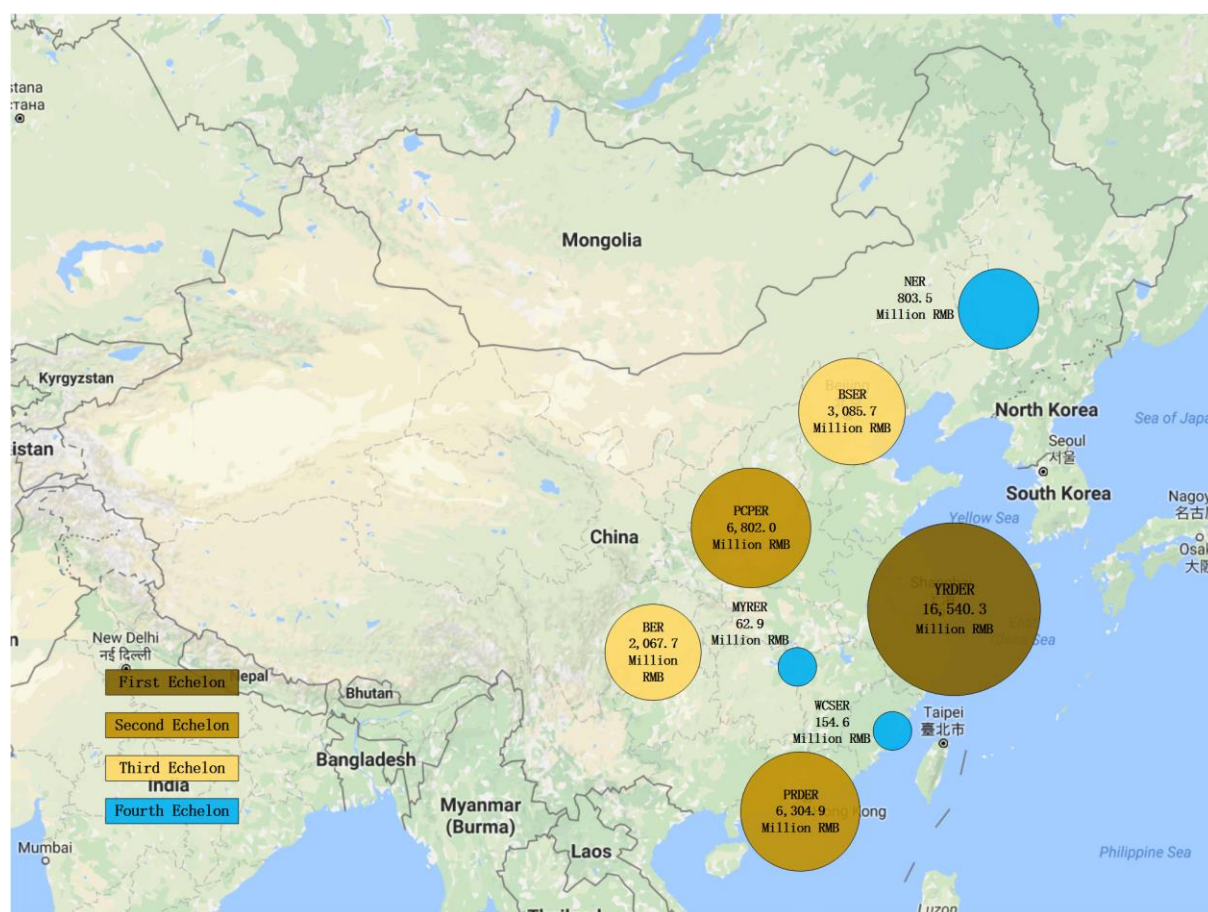 stana
стана
Mongolia
NER
803.5
Million RMB
Kyrgyzstan
BSER
3,085.7
Million RMB
North Korea
Sea of Japa
istan
Seoul
서울
South Korea
PCPER
6,802.0
Million RMB
Nagoy
名古屋
Yellow Sea
Osak
大阪
China
YRDER
16,540.3
Million RMB
MYRER
62.9
Million RMB
BER
2,067.7
Million
RMB
New Delhi
नई दिल्ली
n
First Echelon
Nepal
Bhutan
WCSER
154.6
Million RMB
Taipei
臺北市
Second Echelon
Bangladesh
Third Echelon
India
PRDER
6,304.9
Million RMB
Kong
Fourth Echelon
Myanmar
(Burma)
Mumbai
Laos
Philippine Sea
Luzon